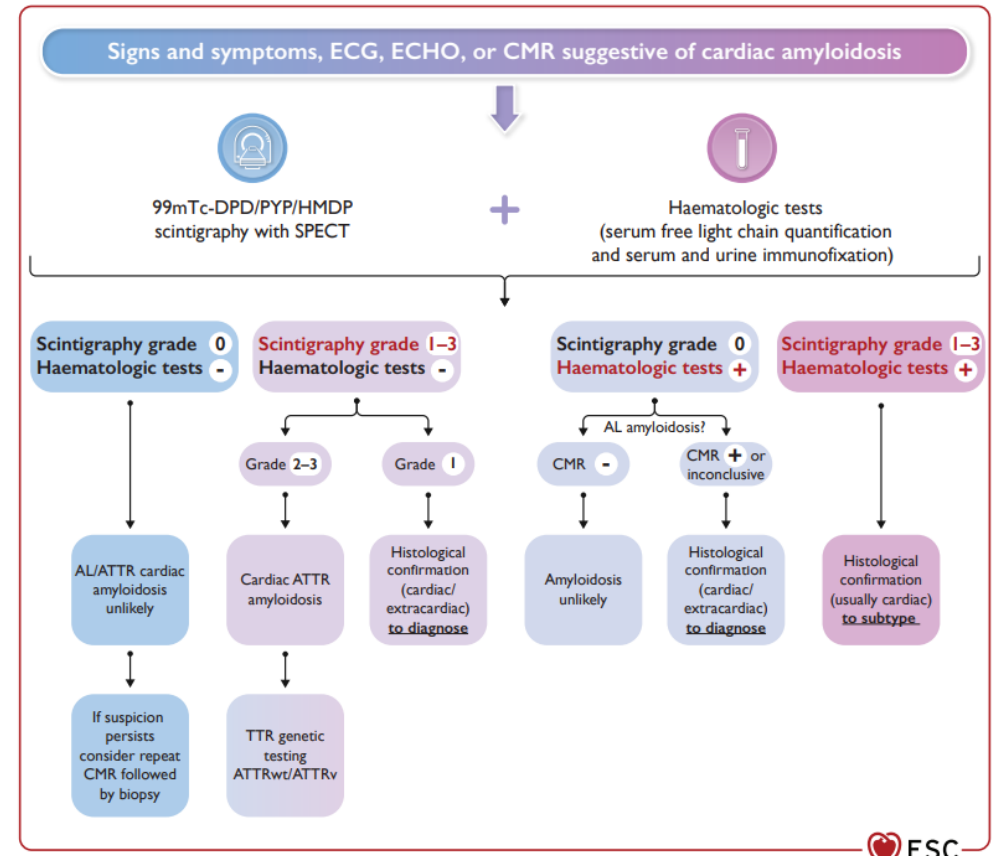 Signs and symptoms, ECG, ECHO, or CMR suggestive of cardiac amyloidosis
99mTc-DPD/PYP/HMDP
scintigraphy with SPECT
+
Haematologic tests
(serum free light chain quantification
and serum and urine immunofixation)
Scintigraphy grade 0
Haematologic tests -
Scintigraphy grade 1–3
Haematologic tests -
Scintigraphy grade 0
Haematologic tests +
Scintigraphy grade 1–3
Haematologic tests +
AL amyloidosis?
Grade 2–3
Grade 1
CMR -
CMR + or
inconclusive
AL/ATTR cardiac
amyloidosis
unlikely
Cardiac ATTR
amyloidosis
Histological
confirmation
(cardiac/
extracardiac)
to diagnose
Amyloidosis
unlikely
Histological
confirmation
(cardiac/
extracardiac)
to diagnose
Histological
confirmation
(usually cardiac)
to subtype
If suspicion
persists
consider repeat
CMR followed
by biopsy
TTR genetic
testing
ATTRwt/ATTRv
ESC